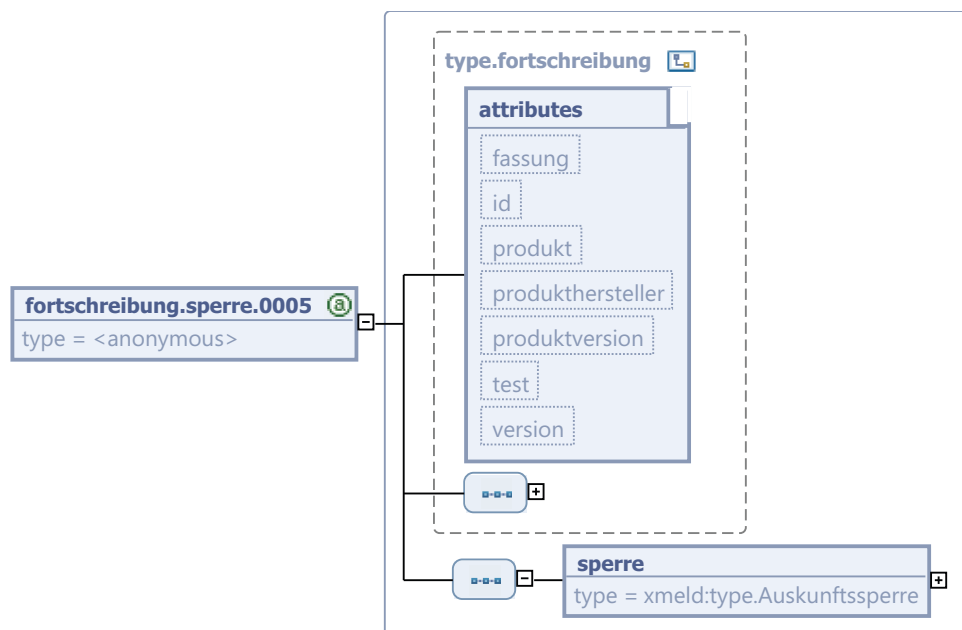 type.fortschreibung
attributes
fassung
id
produkt
produkthersteller
produktversion
test
version
fortschreibung.sperre.0005 @
type = <anonymous>
sperre
type = xmeld:type.Auskunftssperre